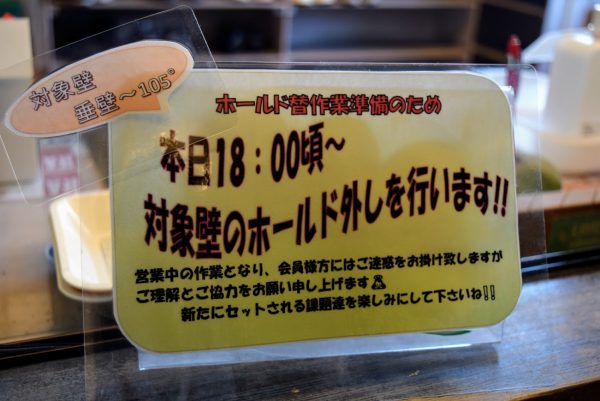 対象壁
垂壁～105°
ホールド替作業準備のため
本日18：00頃～
対象壁のホールド外しを行います!!
営業中の作業となり、会員様方にはご迷惑をお掛け致しますが
ご理解とご協力をお願い申し上げます
新たにセットされる課題達を楽しみにして下さいね!!